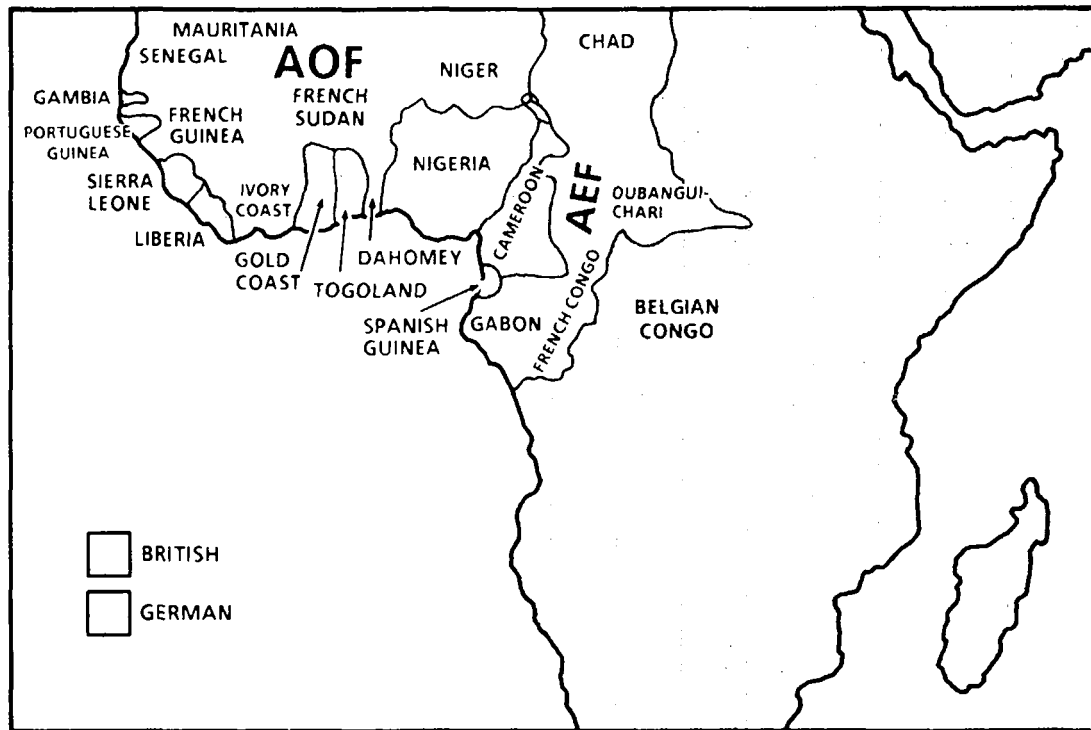 MAURITANIA
SENEGAL
AOF
NIGER
CHAD
GAMBIA
FRENCH
GUINEA
FRENCH
SUDAN
PORTUGUESE
GUINEA
NIGERIA
SIERRA
LEONE
IVORY
COAST
CAMEROON
AEF
OUBANGUI-
CHARI
LIBERIA
GOLD
COAST
TOGOLAND
DAHOMEY
SPANISH
GUINEA
GABON
FRENCH CONGO
BELGIAN
CONGO
BRITISH
GERMAN